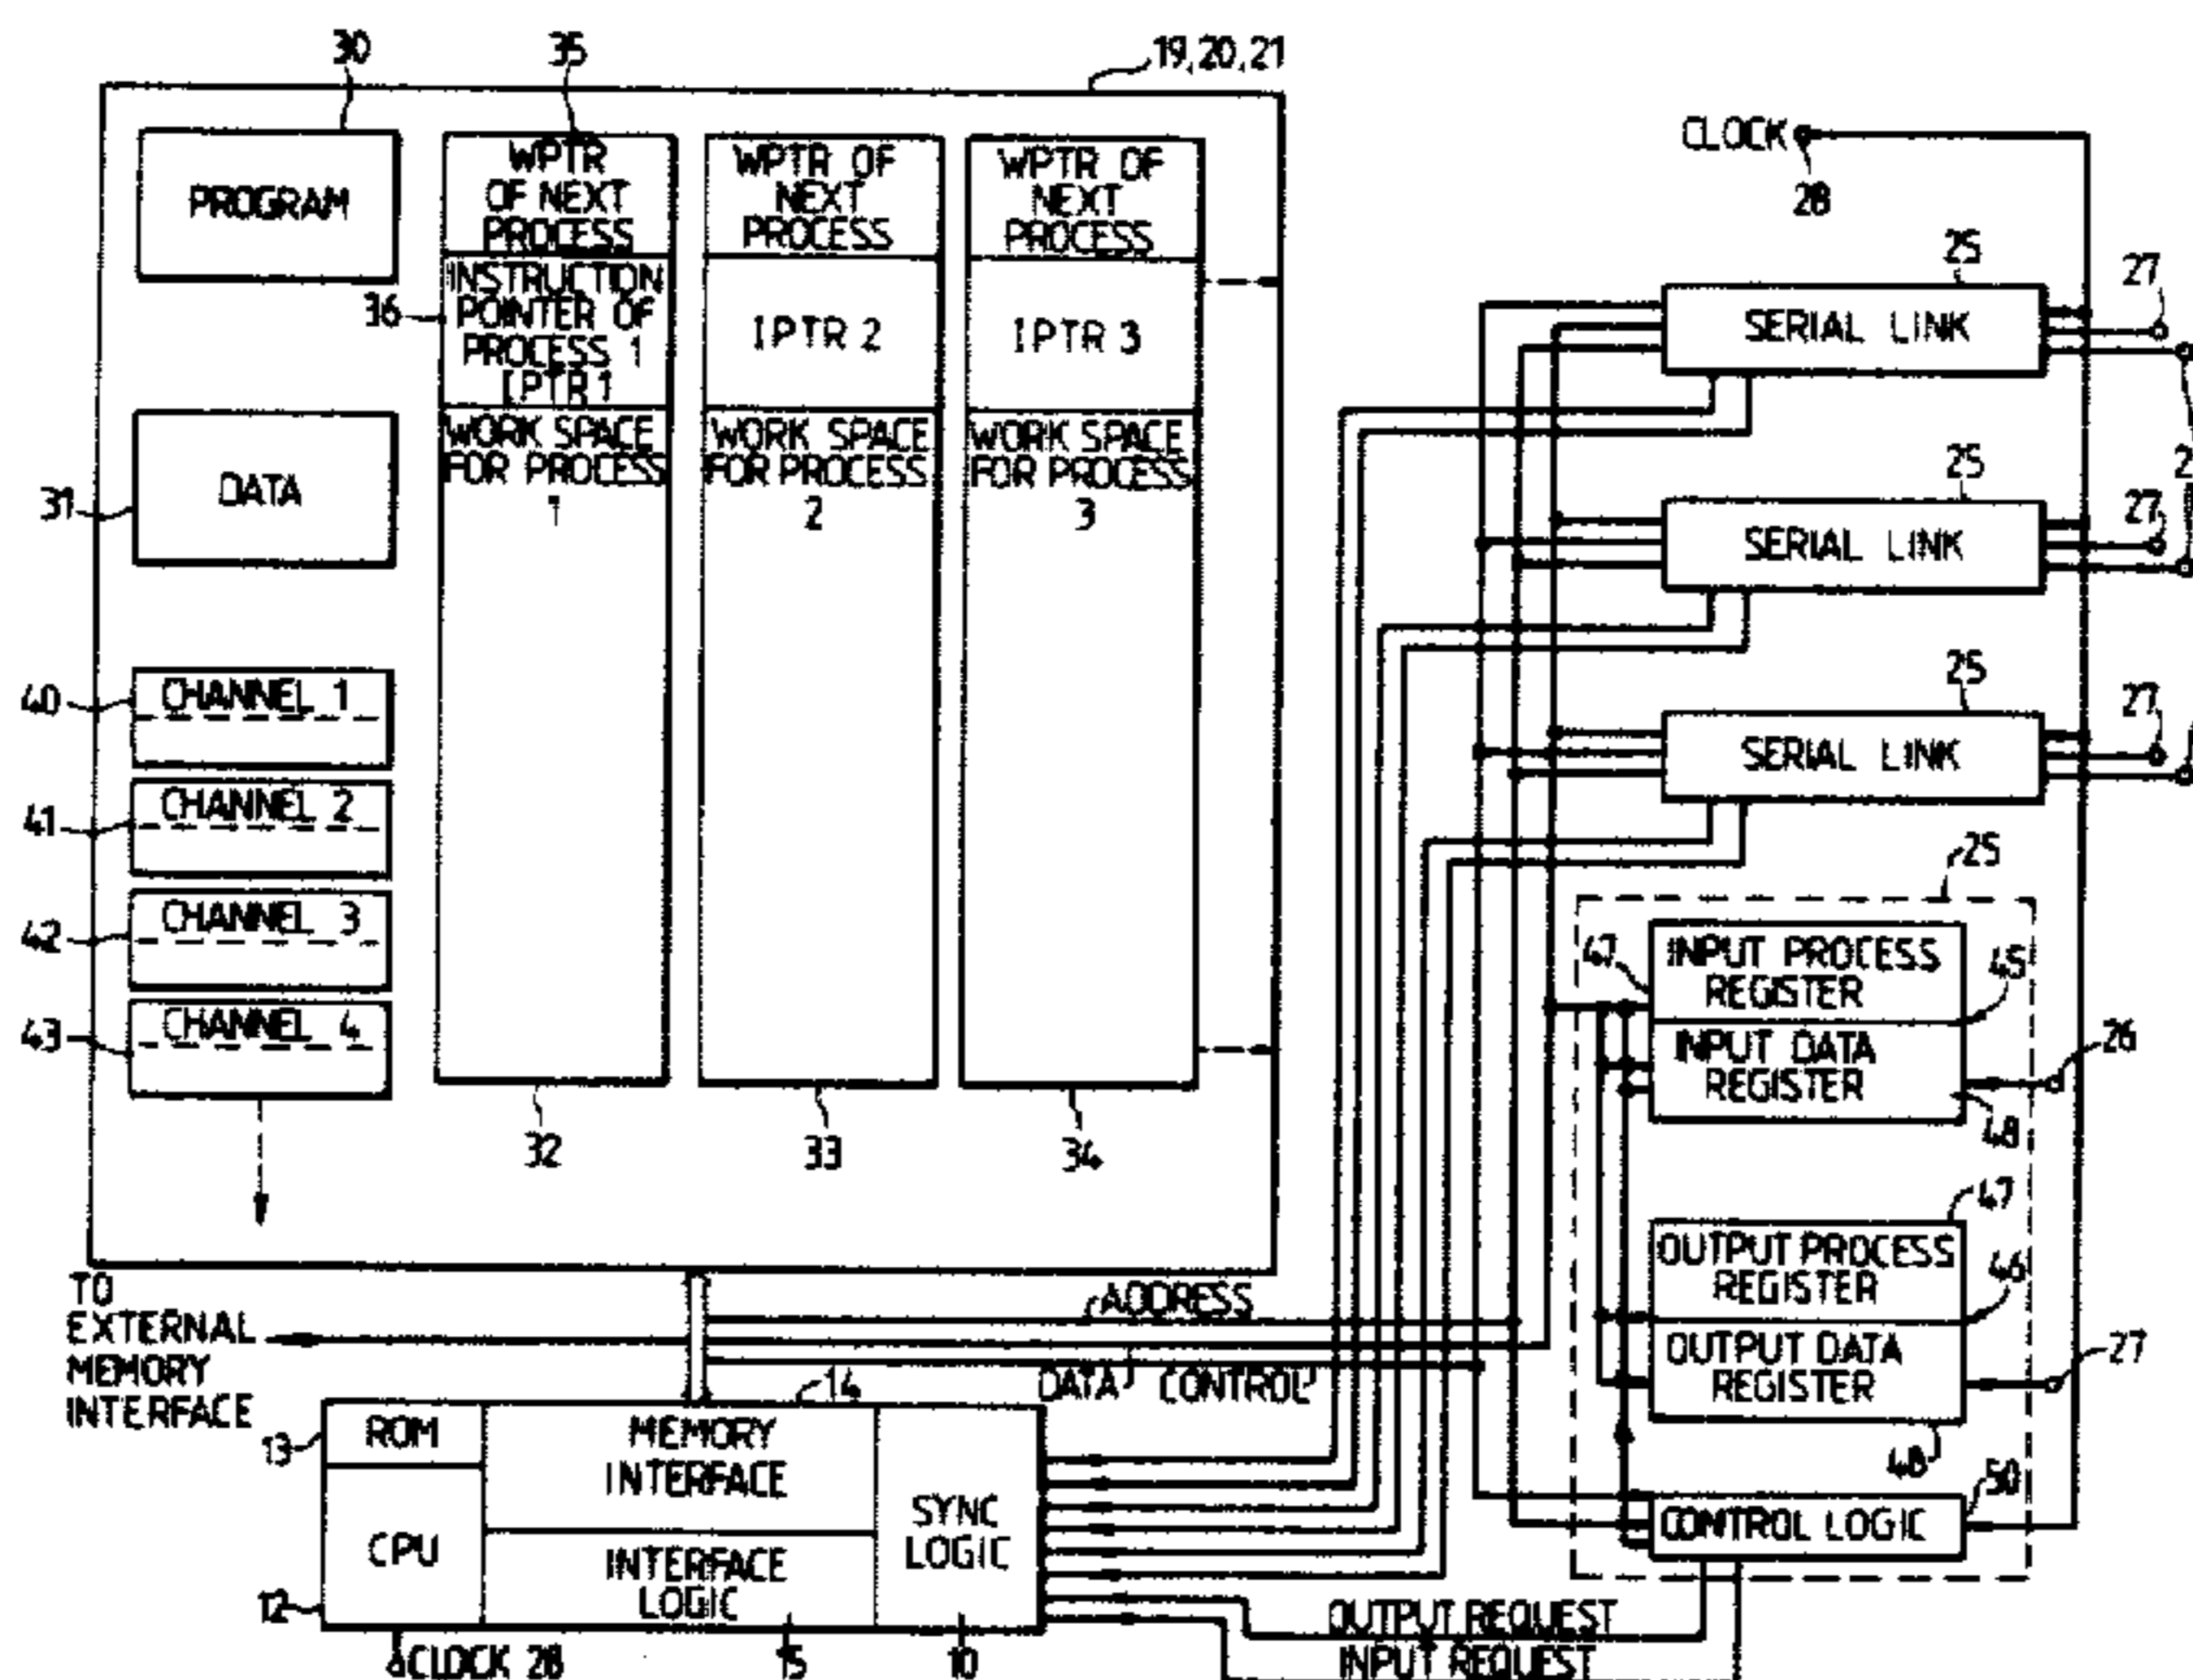 30
35
19,20,21
PROGRAM
WPTR
OF NEXT
PROCESS
WPTR OF
NEXT
PROCESS
WPTR OF
NEXT
PROCESS
36
INSTRUCTION
POINTER OF
PROCESS 1
IPTR 1
IPTR 2
IPTR 3
31
DATA
WORK SPACE
FOR PROCESS
1
WORK SPACE
FOR PROCESS
2
WORK SPACE
FOR PROCESS
3
40
CHANNEL 1
41
CHANNEL 2
42
CHANNEL 3
43
CHANNEL 4
32
33
34
CLOCK
28
25
27
SERIAL LINK
25
27
SERIAL LINK
25
27
SERIAL LINK
25
47
INPUT PROCESS
REGISTER
45
INPUT DATA
REGISTER
26
48
47
OUTPUT PROCESS
REGISTER
46
OUTPUT DATA
REGISTER
27
48
50
CONTROL LOGIC
TO
EXTERNAL
MEMORY
INTERFACE
ADDRESS
DATA
CONTROL
14
13
ROM
MEMORY
INTERFACE
SYNC
LOGIC
CPU
INTERFACE
LOGIC
12
CLOCK 28
15
10
OUTPUT REQUEST
INPUT REQUEST